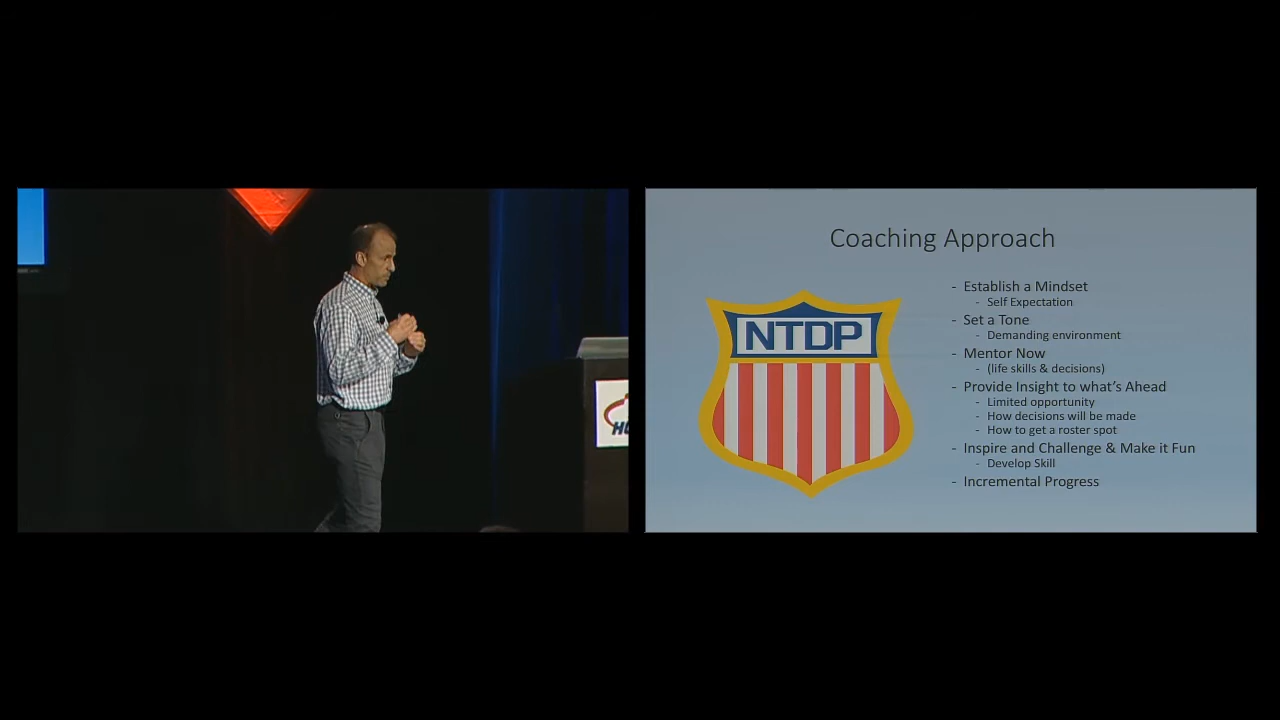 Coaching Approach
NTDP
- Establish a Mindset
- Self Expectation
- Set a Tone
- Demanding environment
- Mentor Now
- (life skills & decisions)
- Provide Insight to what's Ahead
- Limited opportunity
- How decisions will be made
- How to get a roster spot
- Inspire and Challenge & Make it Fun
- Develop Skill
- Incremental Progress